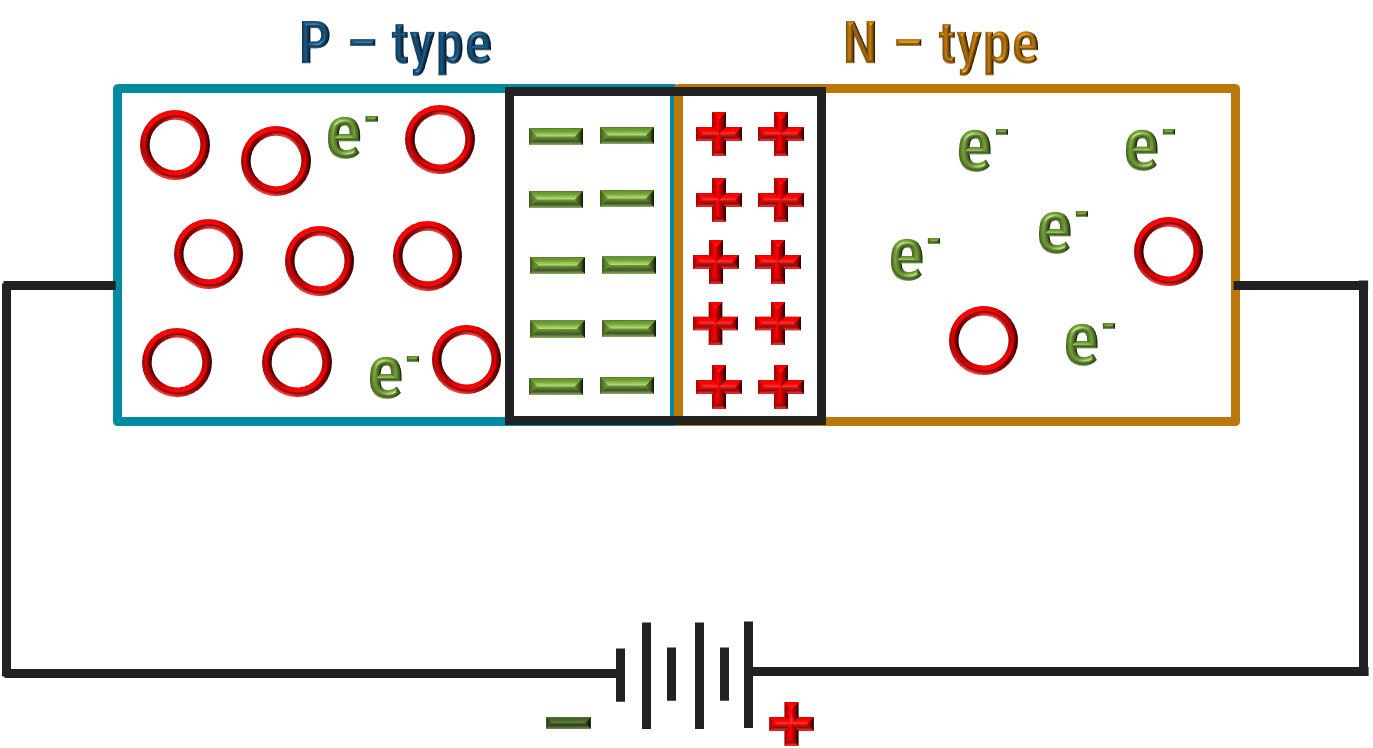 P – type
N – type
e-
e-
e-
e-
e-
e-
e-